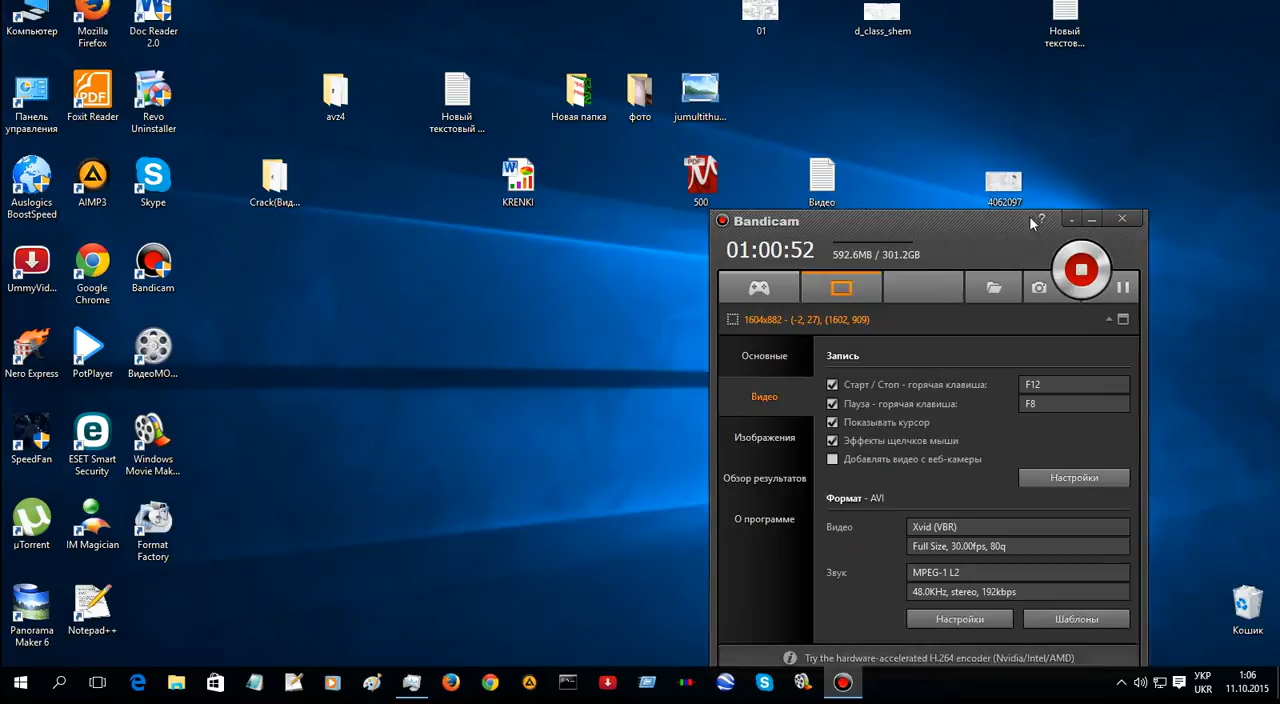 Компьютер
Mozilla
Firefox
Doc Reader
2.0
01
d_class_shem
Новый
текстов...
Панель
управления
Foxit Reader
Revo
Uninstaller
avz4
Новый
текстовый ...
Новая папка
фото
jumultithu...
Auslogics
BoostSpeed
AIMP3
Skype
Crack(Вид...
KRENKI
500
Видео
4062097
Bandicam
01:00:52
592.6MB / 301.2GB
1604x882 - (-2, 27), (1602, 909)
UmmyVid...
Google
Chrome
Bandicam
Nero Express
PotPlayer
ВидеоМО...
SpeedFan
ESET Smart
Security
Windows
Movie Mak...
µTorrent
IM Magician
Format
Factory
Panorama
Maker 6
Notepad++
Основные
Видео
Изображения
Обзор результатов
О программе
Запись
Старт / Стоп - горячая клавиша:
F12
Пауза - горячая клавиша:
F8
Показывать курсор
Эффекты щелчков мыши
Добавлять видео с веб-камеры
Настройки
Формат - AVI
Видео
Xvid (VBR)
Full Size, 30.00fps, 80q
Звук
MPEG-1 L2
48.0KHz, stereo, 192kbps
Настройки
Шаблоны
Try the hardware-accelerated H.264 encoder (Nvidia/Intel/AMD)
Кошик
УКР
UKR
1:06
11.10.2015